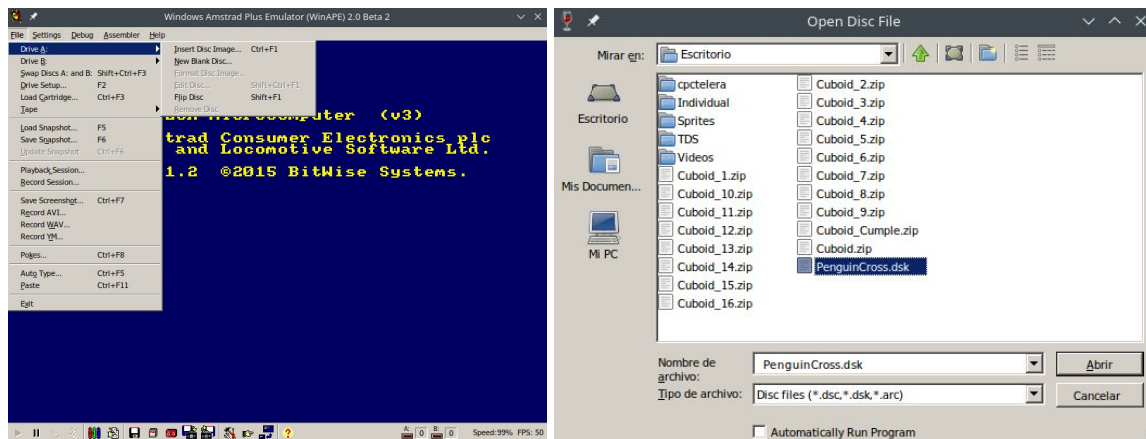 Windows Amstrad Plus Emulator (WinAPE) 2.0 Beta 2
File Settings Debug Assembler Help
Drive A:
Drive B:
Swap Discs A: and B: Shift+Ctrl+F3
Drive Setup... F2
Load Cartridge... Ctrl+F3
Tape
Load Snapshot... F5
Save Snapshot... F6
Update Snapshot Ctrl+F6
Playback Session...
Record Session...
Save Screenshot... Ctrl+F7
Record AVI...
Record WAV...
Record YM...
Pokes... Ctrl+F8
Auto Type... Ctrl+F5
Paste Ctrl+F11
Exit
Insert Disc Image... Ctrl+F1
New Blank Disc...
Format Disc Image...
Edit Disc... Shift+Ctrl+F1
Flip Disc Shift+F1
Remove Disc
(v3)
trad Consumer Electronics plc
and Locomotive Software Ltd.
1.2 ©2015 BitWise Systems.
A: 0 B: 0 Speed:99% FPS: 50
Open Disc File
Mirar en: Escritorio
Escritorio
Mis Documen...
Mi PC
cpctelera
Individual
Sprites
TDS
Videos
Cuboid_1.zip
Cuboid_10.zip
Cuboid_11.zip
Cuboid_12.zip
Cuboid_13.zip
Cuboid_14.zip
Cuboid_15.zip
Cuboid_16.zip
Cuboid_2.zip
Cuboid_3.zip
Cuboid_4.zip
Cuboid_5.zip
Cuboid_6.zip
Cuboid_7.zip
Cuboid_8.zip
Cuboid_9.zip
Cuboid_Cumple.zip
Cuboid.zip
PenguinCross.dsk
Nombre de
archivo:
PenguinCross.dsk
Abrir
Tipo de archivo: Disc files (*.dsc,*.dsk,*.arc)
Cancelar
Automatically Run Program